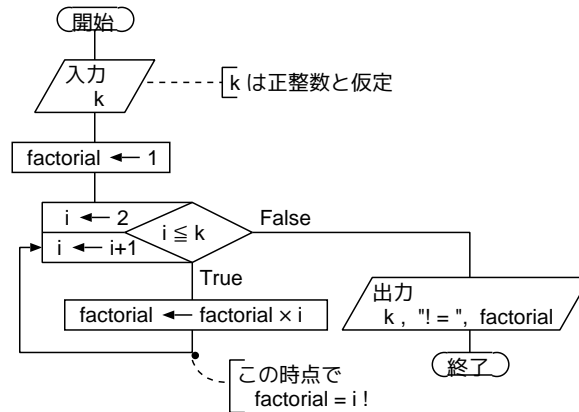 開始
入力
k
k は正整数と仮定
factorial ← 1
i ← 2
i ← i+1
i ≦ k
False
True
factorial ← factorial × i
出力
k , "! = ", factorial
終了
この時点で
factorial = i !